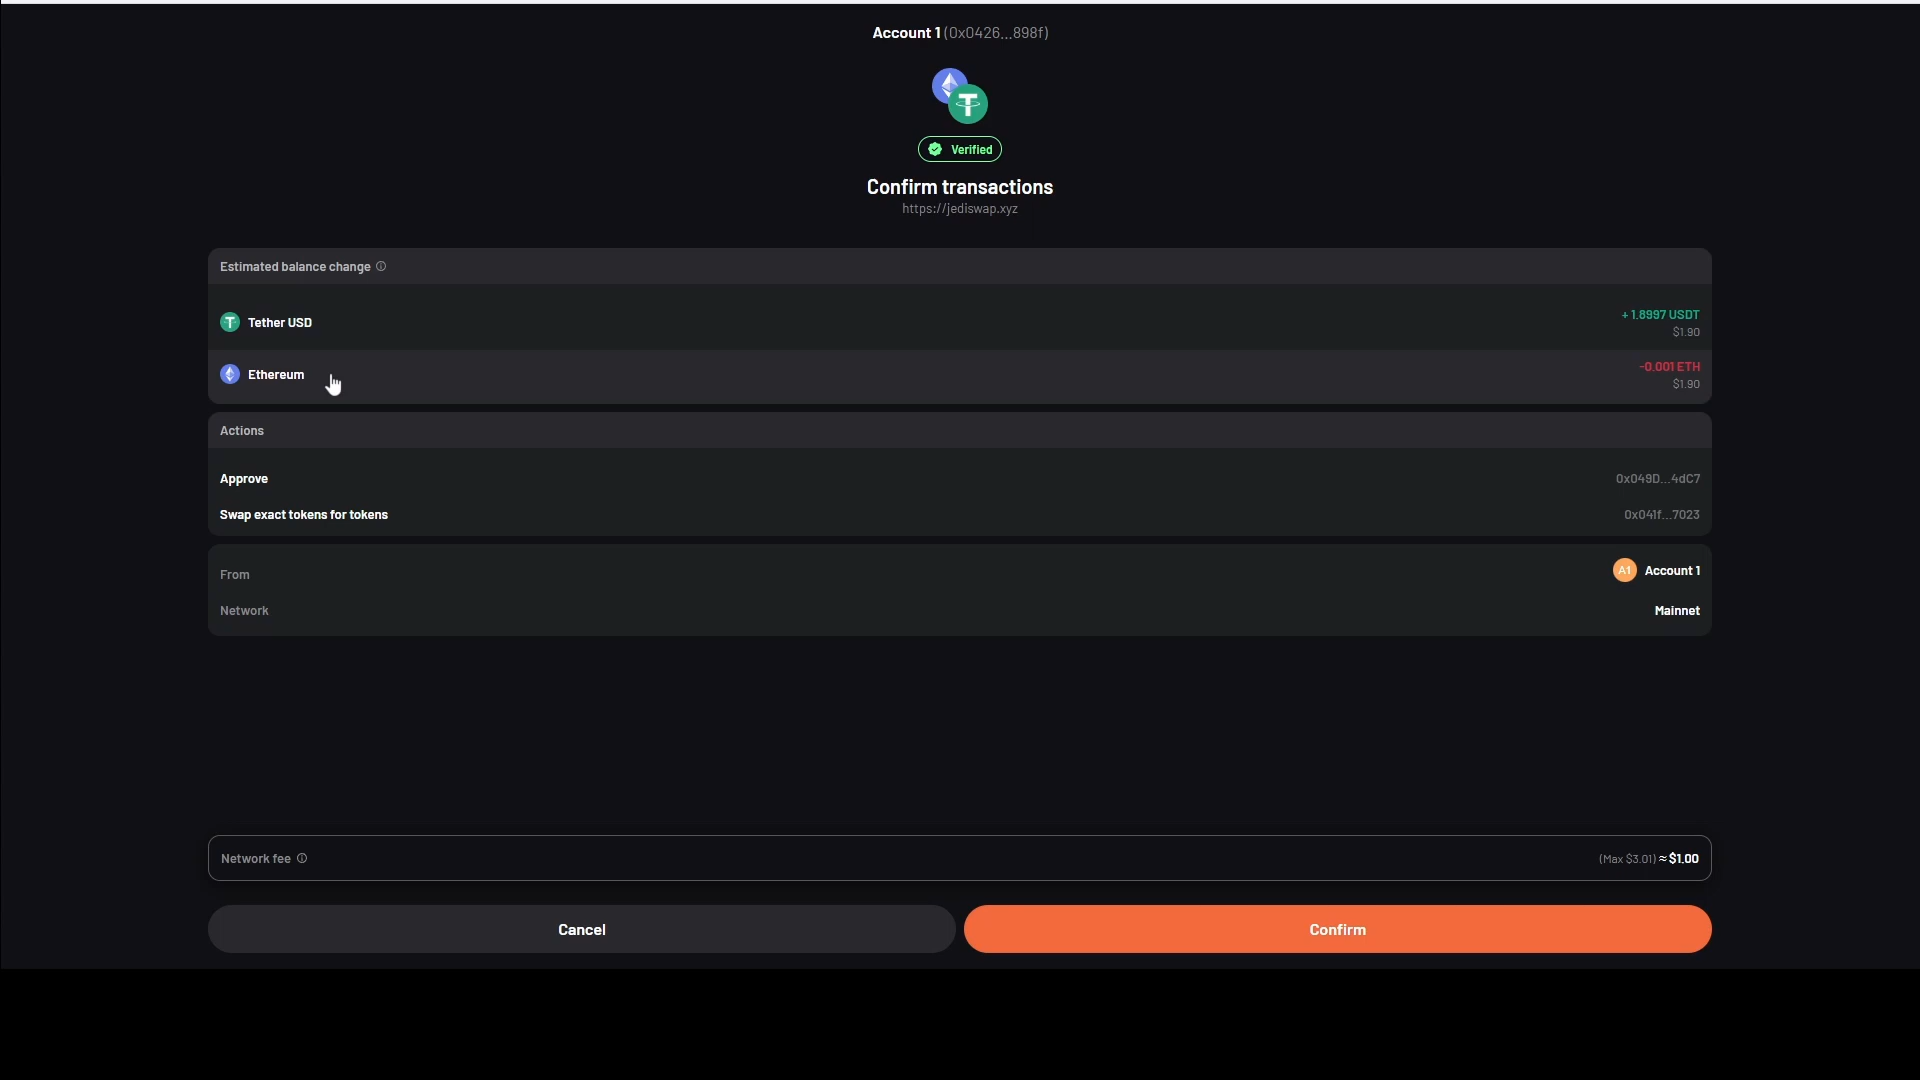 Account 1 (0x0426...898f)
Verified
Confirm transactions
https://jediswap.xyz
Estimated balance change
Tether USD
+ 1.8997 USDT
$1.90
Ethereum
-0.001 ETH
$1.90
Actions
Approve
0x049D...4dC7
Swap exact tokens for tokens
0x041f...7023
From
A1 Account 1
Network
Mainnet
Network fee
(Max $3.01) ≈ $1.00
Cancel
Confirm